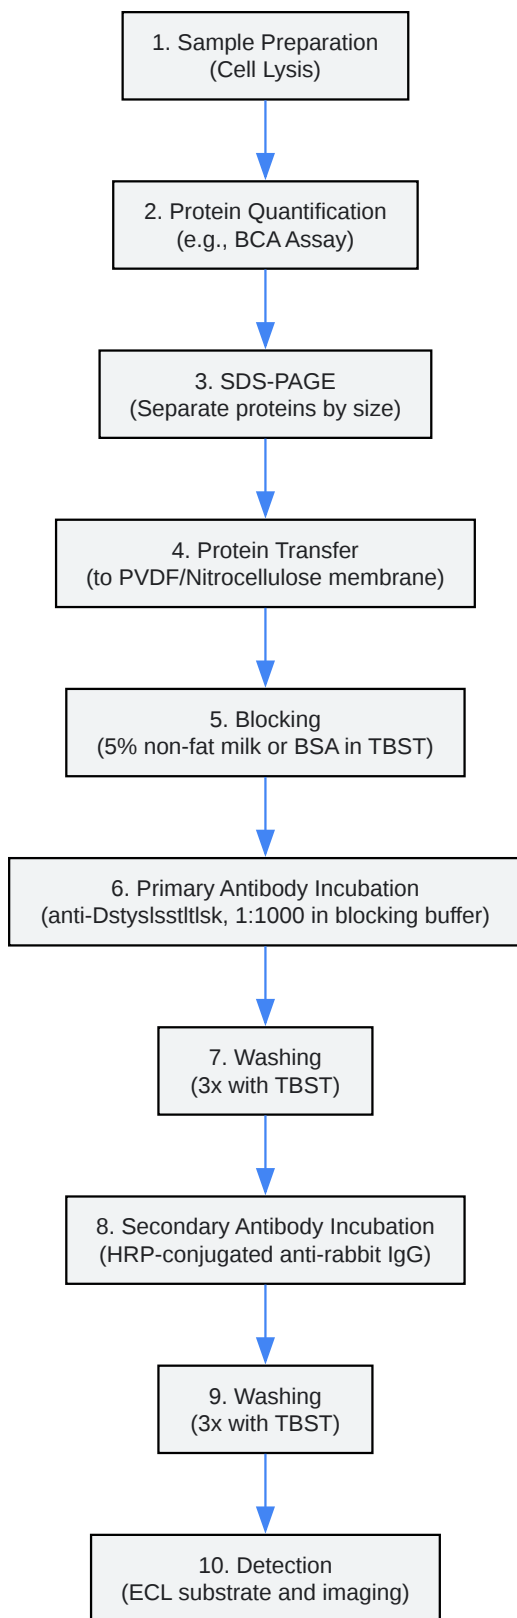 1. Sample Preparation
(Cell Lysis)
2. Protein Quantification
(e.g., BCA Assay)
3. SDS-PAGE
(Separate proteins by size)
4. Protein Transfer
(to PVDF/Nitrocellulose membrane)
5. Blocking
(5% non-fat milk or BSA in TBST)
6. Primary Antibody Incubation
(anti-Dstyslsstltlsk, 1:1000 in blocking buffer)
7. Washing
(3x with TBST)
8. Secondary Antibody Incubation
(HRP-conjugated anti-rabbit IgG)
9. Washing
(3x with TBST)
10. Detection
(ECL substrate and imaging)